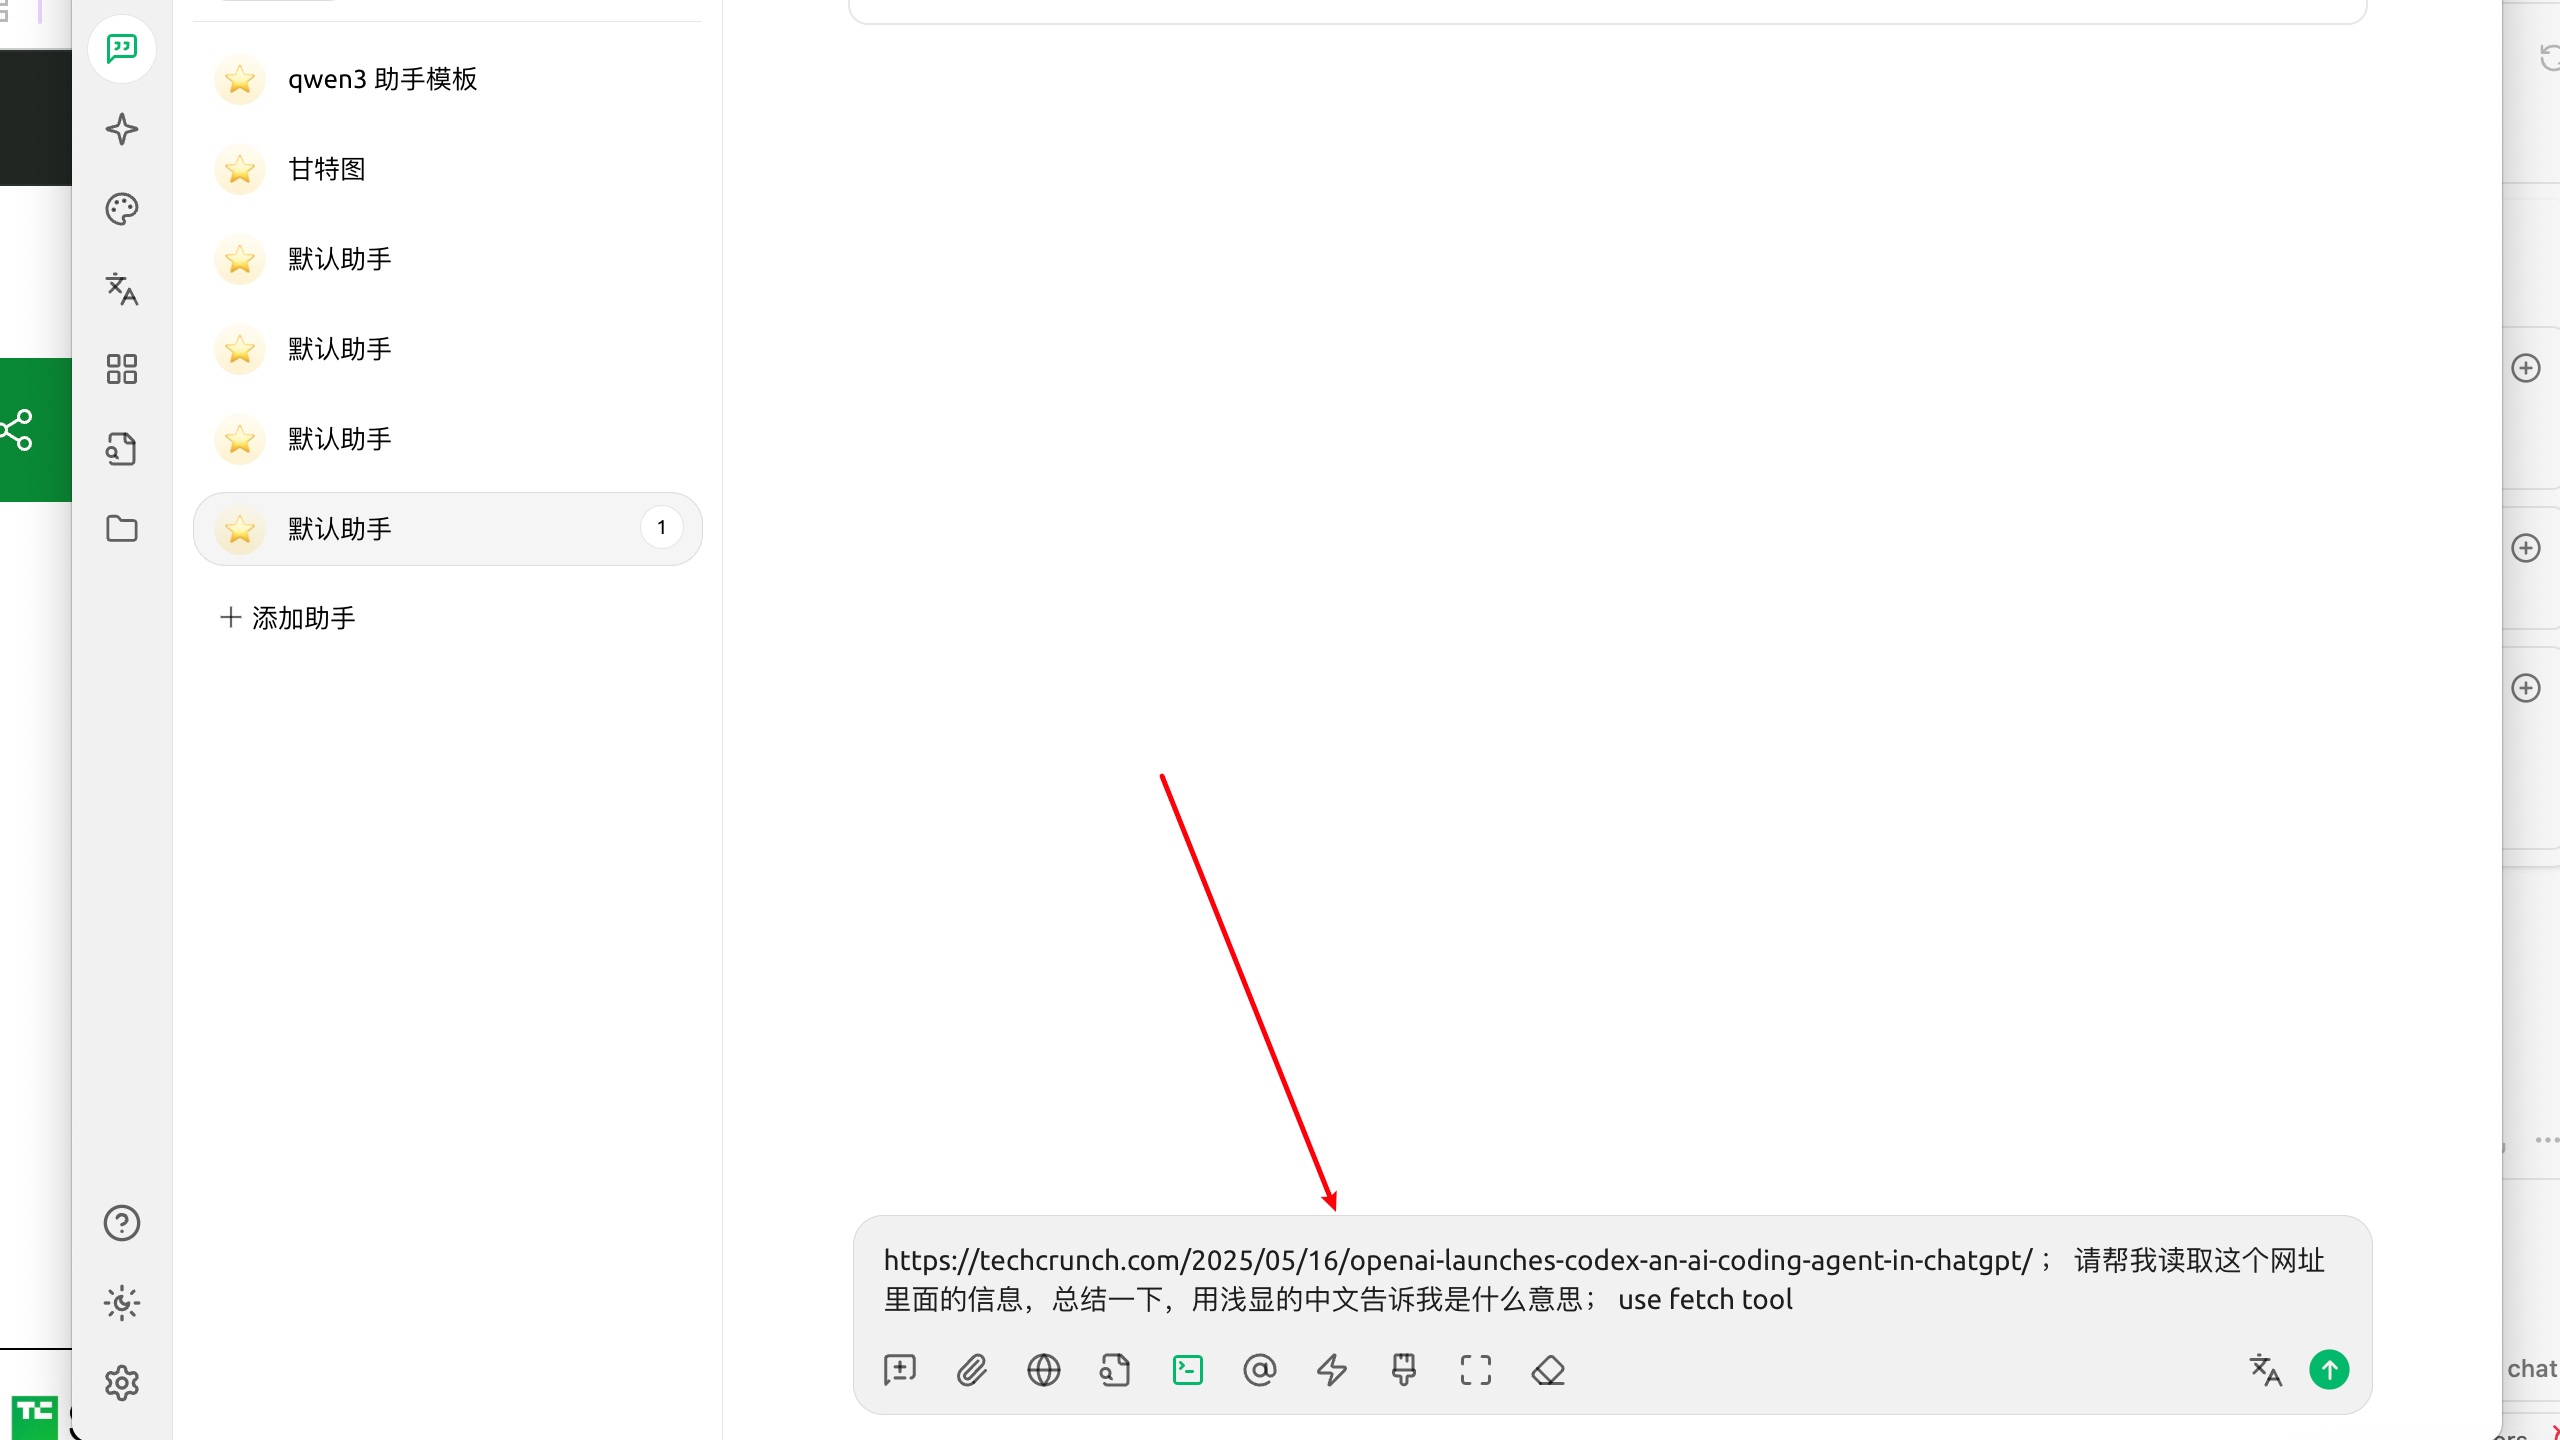 qwen3 助手模板
甘特图
默认助手
默认助手
默认助手
默认助手
1
添加助手
https://techcrunch.com/2025/05/16/openai-launches-codex-an-ai-coding-agent-in-chatgpt/ ； 请帮我读取这个网址
里面的信息，总结一下，用浅显的中文告诉我是什么意思； use fetch tool
chat
TC